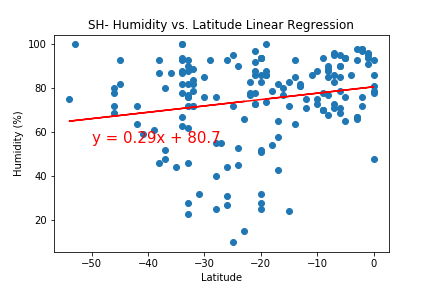 SH- Humidity vs. Latitude Linear Regression
100
80
60
40
20
Humidity (%)
y = 0.29x + 80.7
−50
−40
−30
−20
−10
0
Latitude